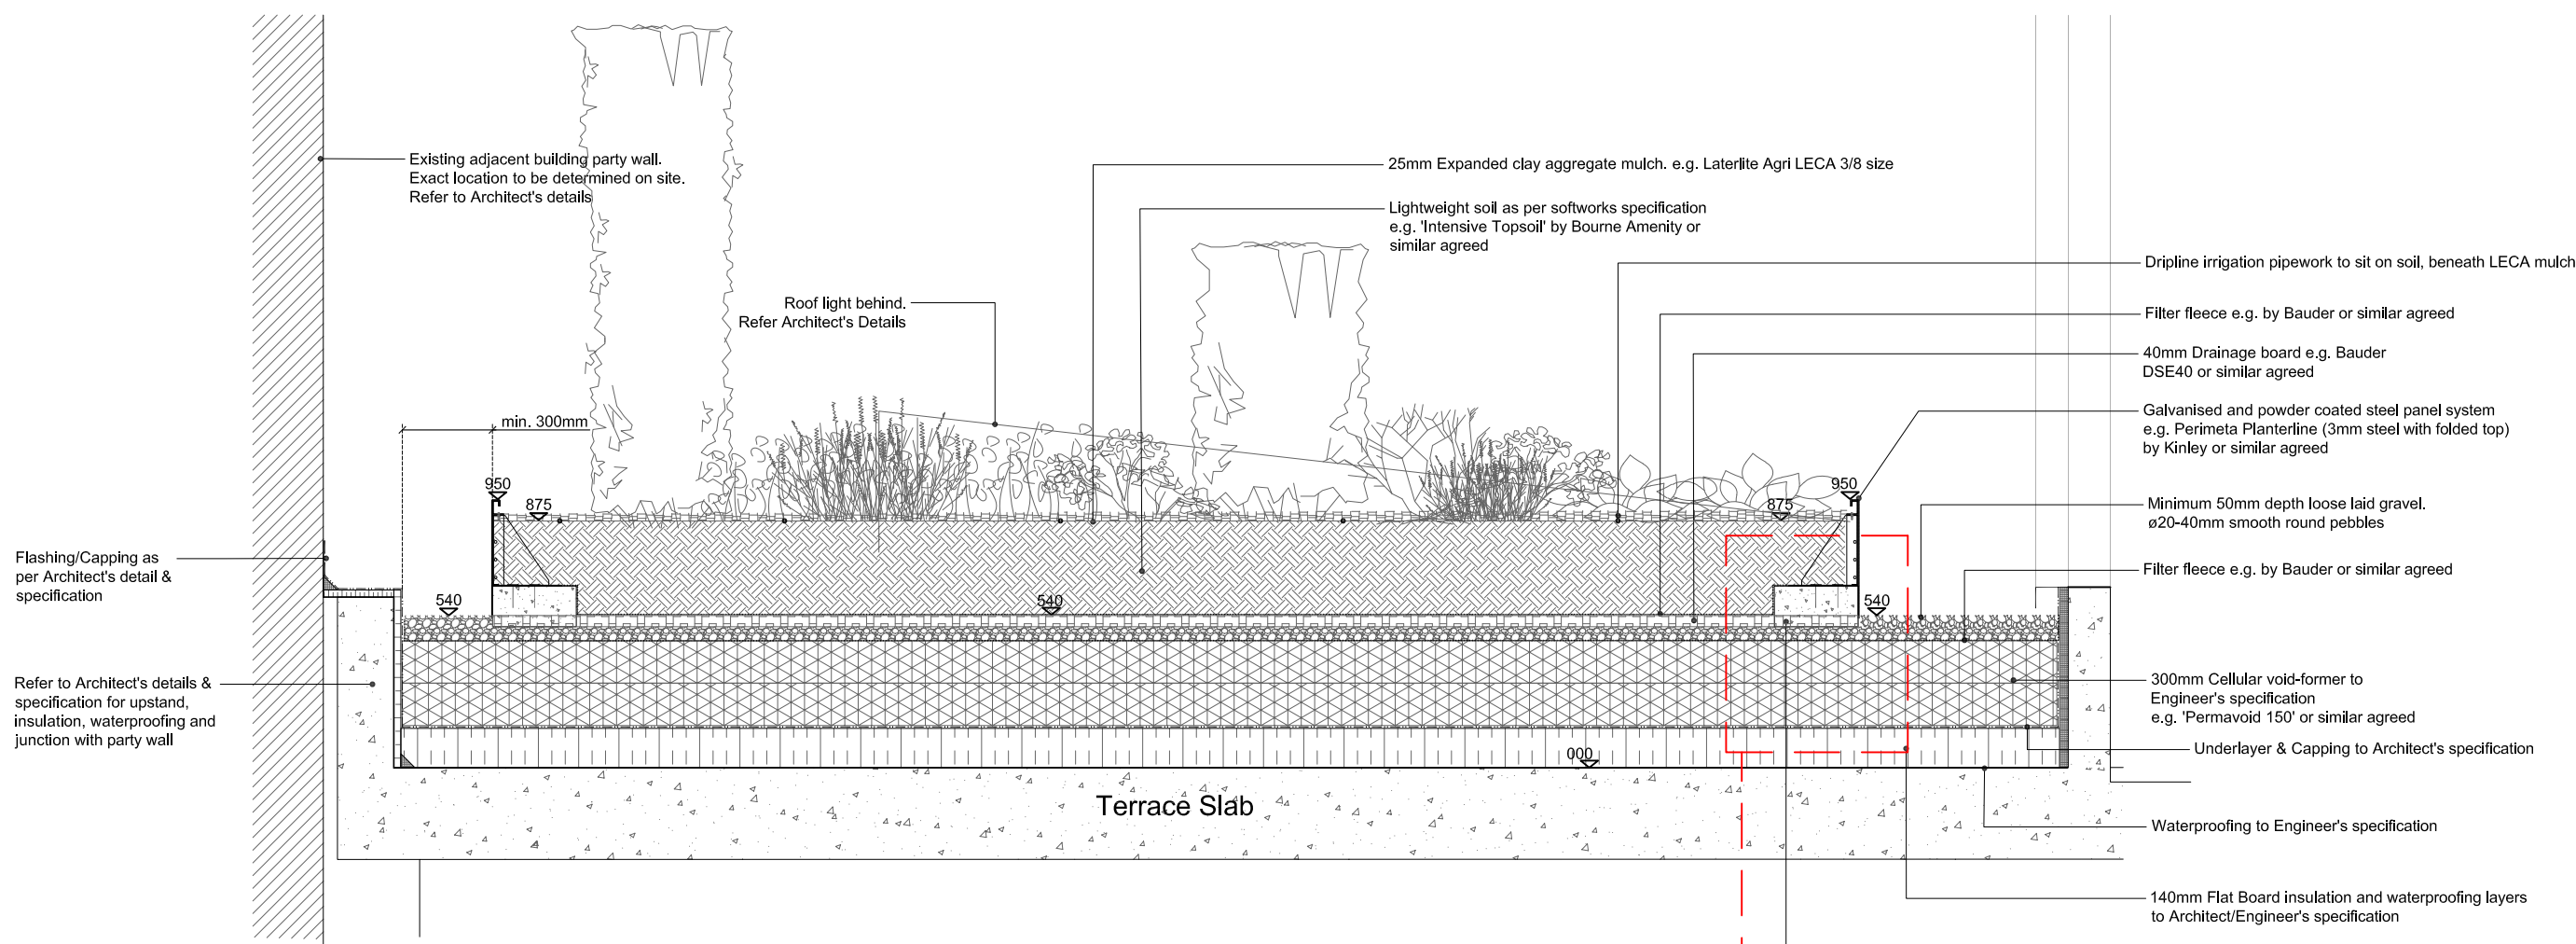 Existing adjacent building party wall.
Exact location to be determined on site.
Refer to Architect's details
25mm Expanded clay aggregate mulch. e.g. Laterlite Agri LECA 3/8 size
Lightweight soil as per softworks specification
e.g. 'Intensive Topsoil' by Bourne Amenity or
similar agreed
Dripline irrigation pipework to sit on soil, beneath LECA mulch
Roof light behind.
Refer Architect's Details
Filter fleece e.g. by Bauder or similar agreed
40mm Drainage board e.g. Bauder
DSE40 or similar agreed
Galvanised and powder coated steel panel system
e.g. Perimeta Planterline (3mm steel with folded top)
by Kinley or similar agreed
min. 300mm
950
875
950
875
Minimum 50mm depth loose laid gravel.
ø20-40mm smooth round pebbles
Flashing/Capping as
per Architect's detail &
specification
Filter fleece e.g. by Bauder or similar agreed
540
540
540
Refer to Architect's details &
specification for upstand,
insulation, waterproofing and
junction with party wall
300mm Cellular void-former to
Engineer's specification
e.g. 'Permavoid 150' or similar agreed
Underlayer & Capping to Architect's specification
000
Terrace Slab
Waterproofing to Engineer's specification
140mm Flat Board insulation and waterproofing layers
to Architect/Engineer's specification